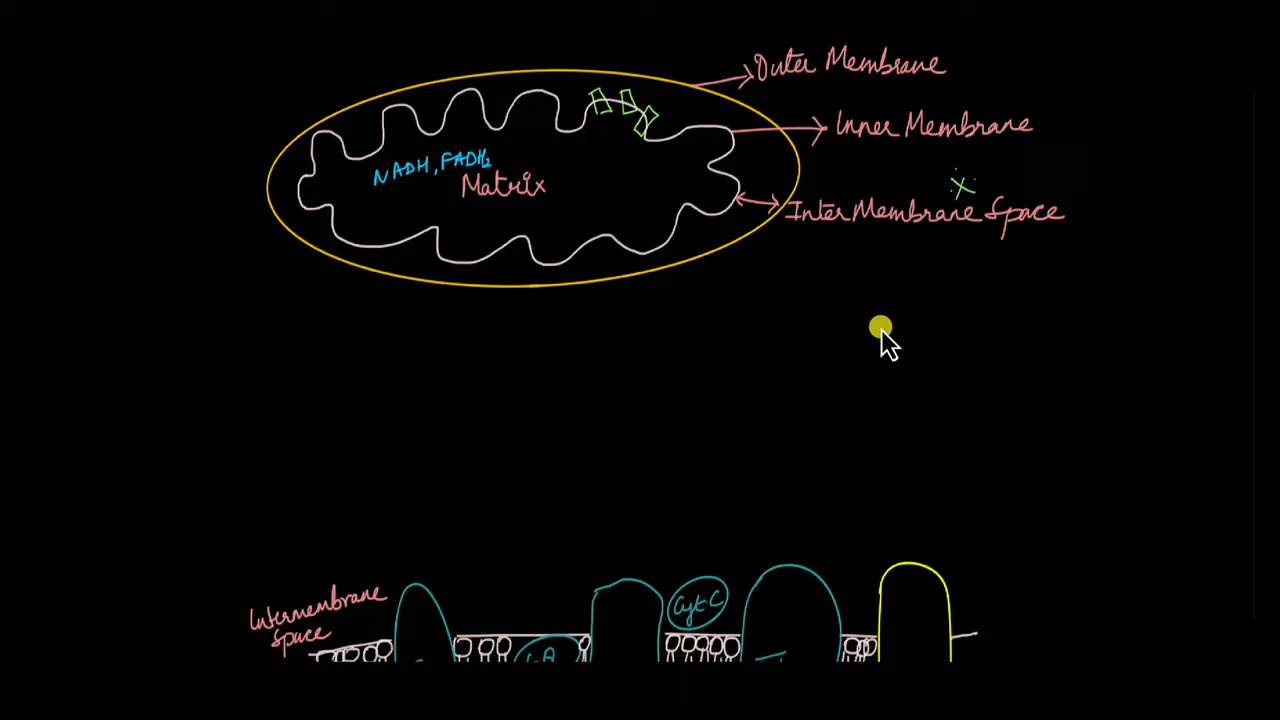 Outer Membrane
Inner Membrane
NADH, FADH₂
Matrix
InterMembrane Space
Intermembrane
Space
Cyt C